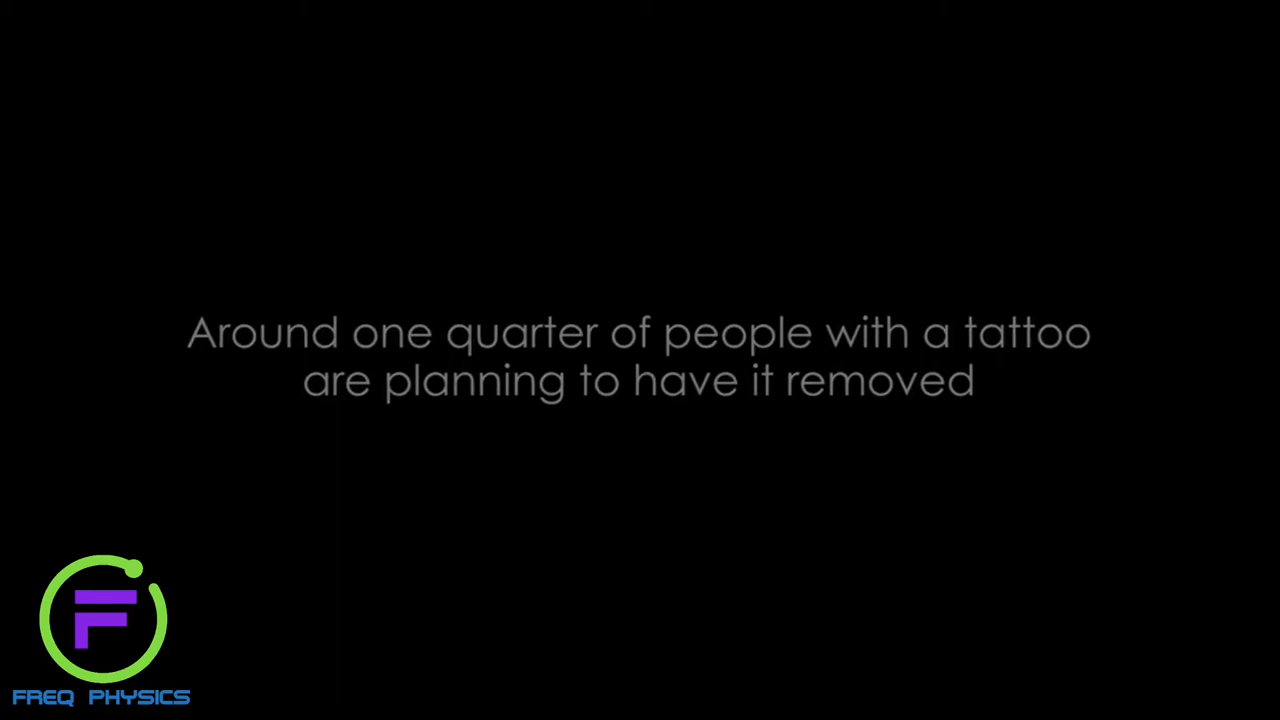 Around one quarter of people with a tattoo
are planning to have it removed
F
FREQ PHYSICS